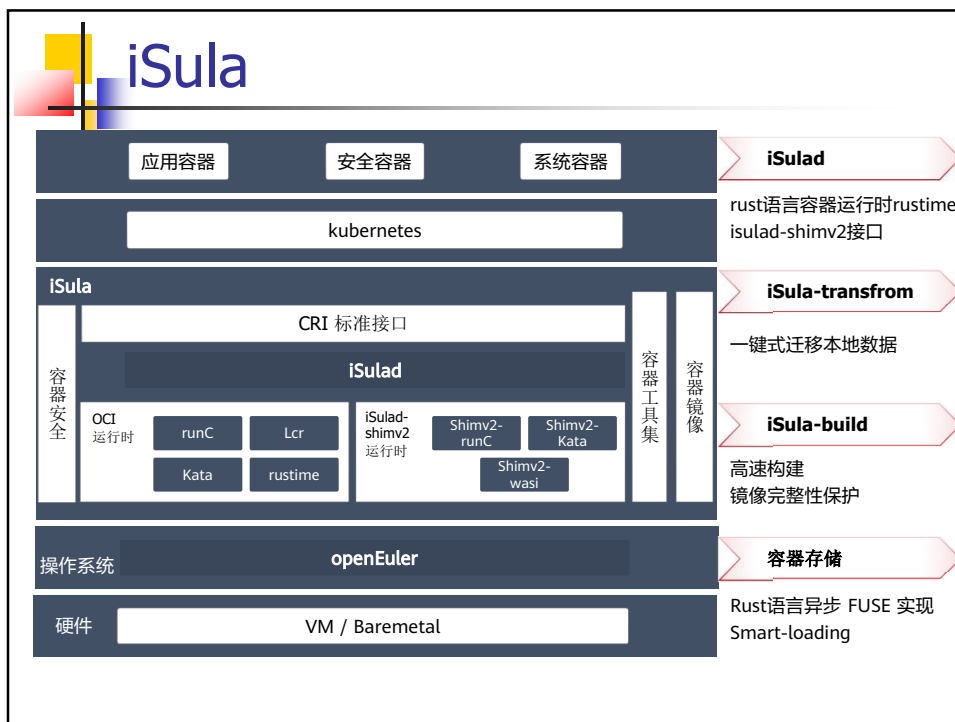 iSula
应用容器
安全容器
系统容器
kubernetes
iSula
容器安全
CRI 标准接口
iSulad
OCI
运行时
runC
Lcr
Kata
rustime
iSulad-
shimv2
运行时
Shimv2-
runC
Shimv2-
Kata
Shimv2-
wasi
容器工具集
容器镜像
操作系统
openEuler
硬件
VM / Baremetal
iSulad
rust语言容器运行时rustime
isulad-shimv2接口
iSula-transfrom
一键式迁移本地数据
iSula-build
高速构建
镜像完整性保护
容器存储
Rust语言异步 FUSE 实现
Smart-loading